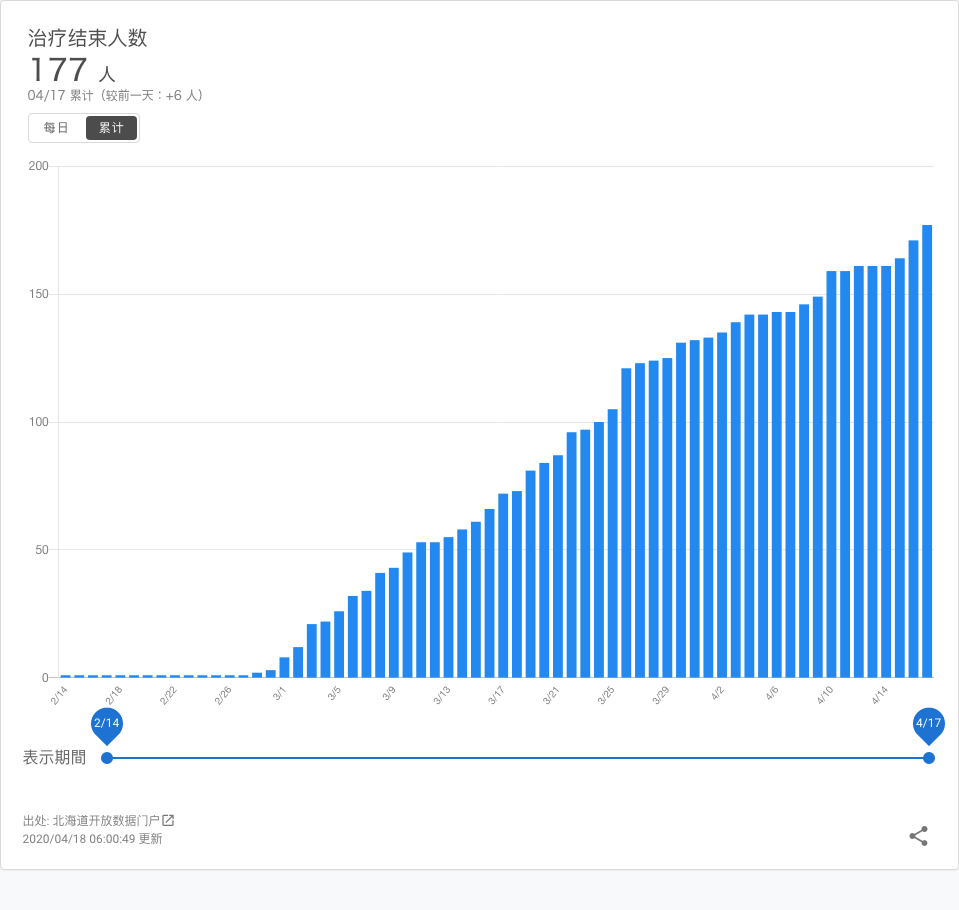 治疗结束人数
177 人
04/17 累计（较前一天：+6 人）
每日 累计
200
150
100
50
0
2/14 2/18 2/22 2/26 3/1 3/5 3/9 3/13 3/17 3/21 3/25 3/29 4/2 4/6 4/10 4/14
2/14 4/17
表示期間
出处: 北海道开放数据门户
2020/04/18 06:00:49 更新